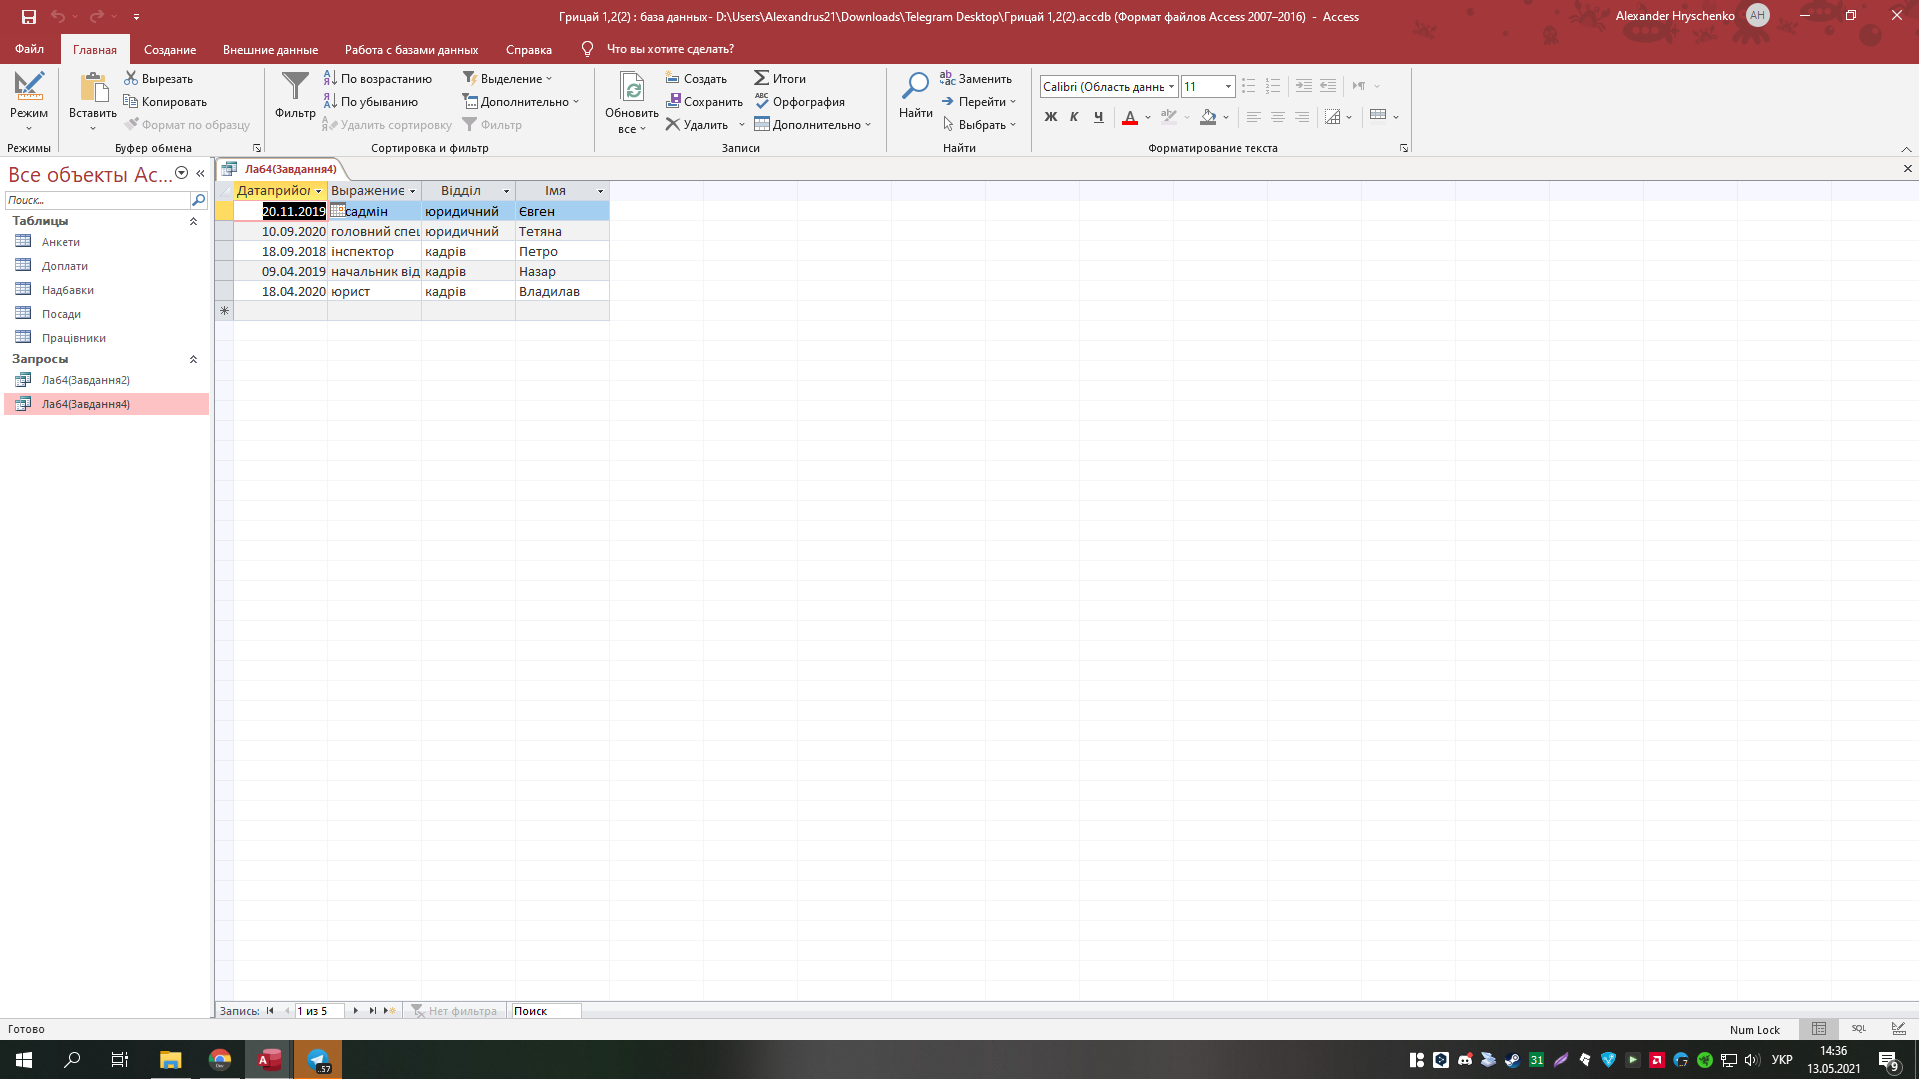 Грицай 1,2(2) : база данных- D:\Users\Alexandrus21\Downloads\Telegram Desktop\Грицай 1,2(2).accdb (Формат файлов Access 2007–2016) - Access
Alexander Hryschenko AH
Файл Главная Создание Внешние данные Работа с базами данных Справка Что вы хотите сделать?
Режим
Режимы
Вставить
Вырезать
Копировать
Формат по образцу
Буфер обмена
Фильтр
По возрастанию
По убыванию
Удалить сортировку
Выделение
Дополнительно
Фильтр
Сортировка и фильтр
Обновить
все
Создать
Сохранить
Удалить
Итоги
Орфография
Дополнительно
Записи
Найти
Заменить
Перейти
Выбрать
Найти
Calibri (Область данн 11
Ж К Ч
Форматирование текста
Все объекты Ac...
Поиск...
Таблицы
Анкети
Доплати
Надбавки
Посади
Працівники
Запросы
Лаб4(Завдання2)
Лаб4(Завдання4)
Лаб4(Завдання4)
Датаприйог Выражение Відділ Імя
20.11.2019 садмін юридичний Євген
10.09.2020 головний спец юридичний Тетяна
18.09.2018 інспектор кадрів Петро
09.04.2019 начальник від кадрів Назар
18.04.2020 юрист кадрів Владилав
Запись: 1 из 5 Нет фильтра Поиск
Готово
Num Lock
SQL
57
31
УКР
14:36
13.05.2021
9